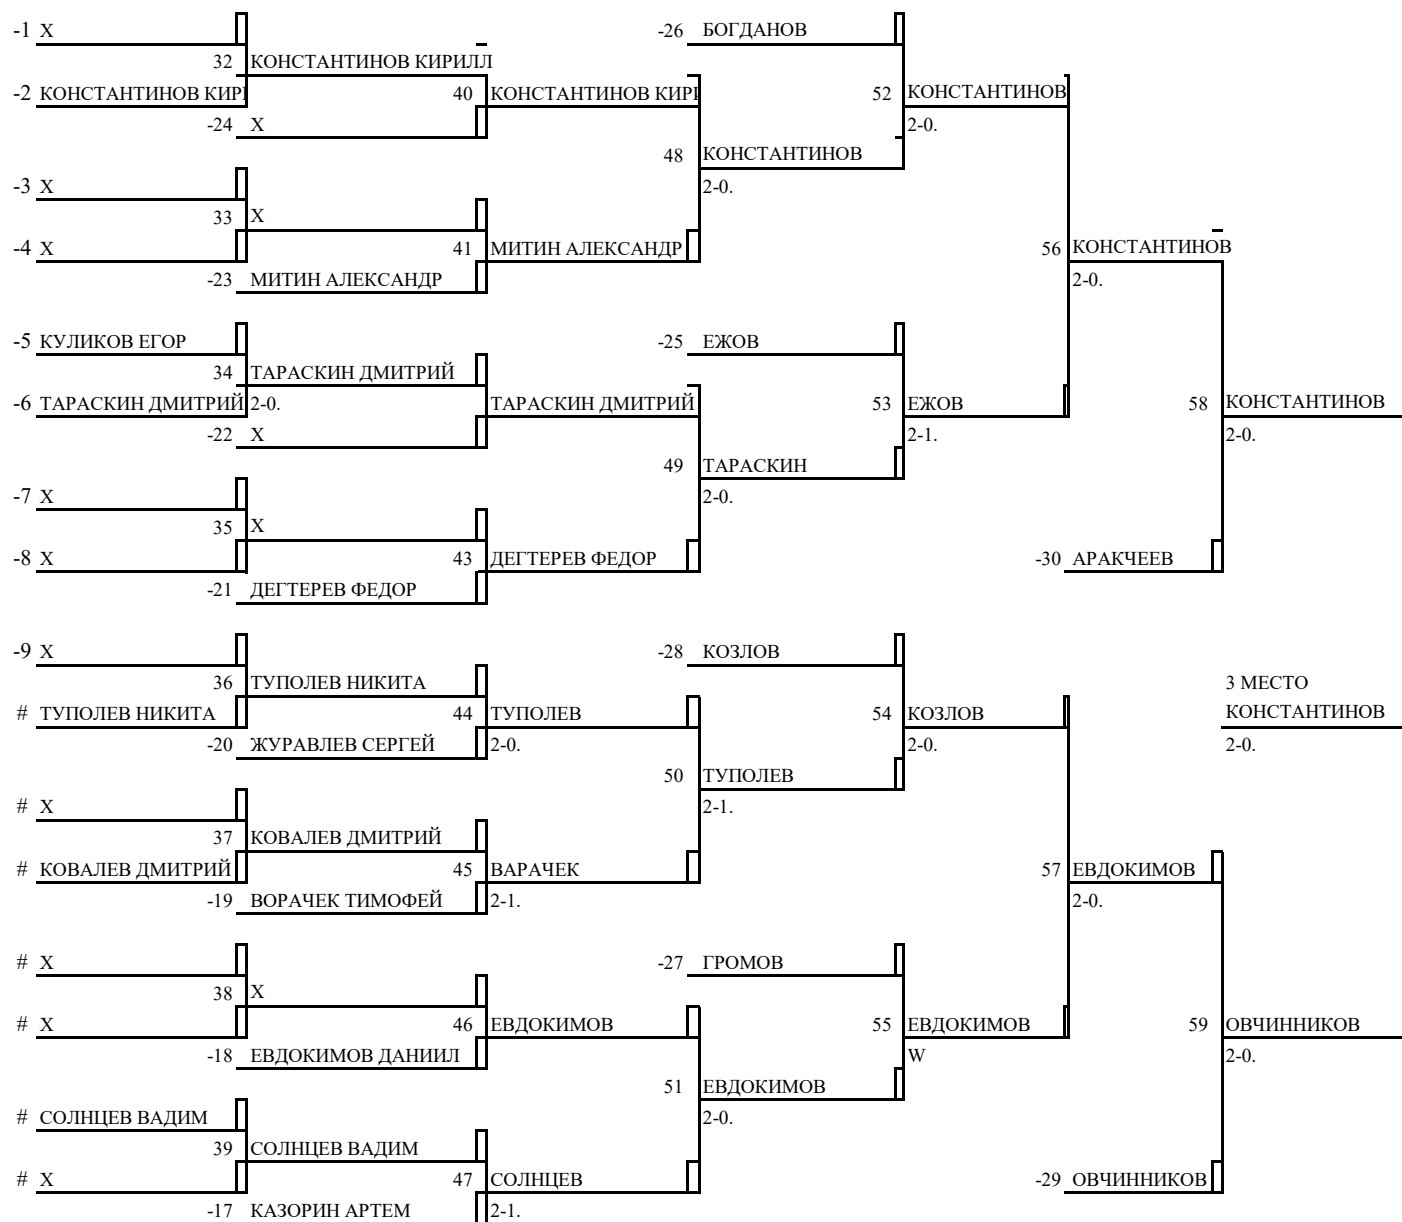 -1 X -26 БОГДАНОВ
32 КОНСТАНТИНОВ КИРИЛЛ
-2 КОНСТАНТИНОВ КИРІ 40 КОНСТАНТИНОВ КИРИ 52 КОНСТАНТИНОВ
-24 X 2-0.
48 КОНСТАНТИНОВ
-3 X 2-0.
33 X
-4 X 41 МИТИН АЛЕКСАНДР 56 КОНСТАНТИНОВ
-23 МИТИН АЛЕКСАНДР 2-0.
-5 КУЛИКОВ ЕГОР -25 ЕЖОВ
34 ТАРАСКИН ДМИТРИЙ
-6 ТАРАСКИН ДМИТРИЙ 2-0. ТАРАСКИН ДМИТРИЙ 53 ЕЖОВ 58 КОНСТАНТИНОВ
-22 X 2-1. 2-0.
49 ТАРАСКИН
-7 X 2-0.
35 X
-8 X 43 ДЕГТЕРЕВ ФЕДОР -30 АРАКЧЕЕВ
-21 ДЕГТЕРЕВ ФЕДОР
-9 X -28 КОЗЛОВ
36 ТУПОЛЕВ НИКИТА 3 МЕСТО
# ТУПОЛЕВ НИКИТА 44 ТУПОЛЕВ 54 КОЗЛОВ КОНСТАНТИНОВ
-20 ЖУРАВЛЕВ СЕРГЕЙ 2-0. 2-0. 2-0.
50 ТУПОЛЕВ
# X 2-1.
37 КОВАЛЕВ ДМИТРИЙ
# КОВАЛЕВ ДМИТРИЙ 45 ВАРАЧЕК 57 ЕВДОКИМОВ
-19 ВОРАЧЕК ТИМОФЕЙ 2-1. 2-0.
# X -27 ГРОМОВ
38 X
# X 46 ЕВДОКИМОВ 55 ЕВДОКИМОВ 59 ОВЧИННИКОВ
-18 ЕВДОКИМОВ ДАНИИЛ W 2-0.
51 ЕВДОКИМОВ
# СОЛНЦЕВ ВАДИМ 2-0.
39 СОЛНЦЕВ ВАДИМ
# X 47 СОЛНЦЕВ -29 ОВЧИННИКОВ
-17 КАЗОРИН АРТЕМ 2-1.